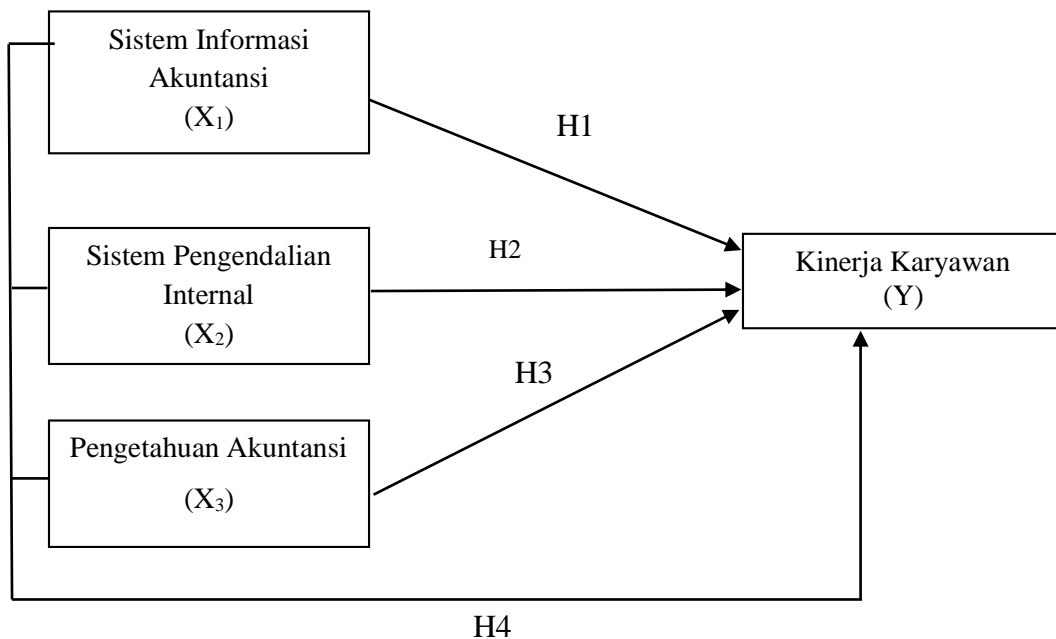 Sistem Informasi
Akuntansi
(X₁)
H1
Sistem Pengendalian
Internal
(X₂)
H2
Kinerja Karyawan
(Y)
H3
Pengetahuan Akuntansi
(X₃)
H4